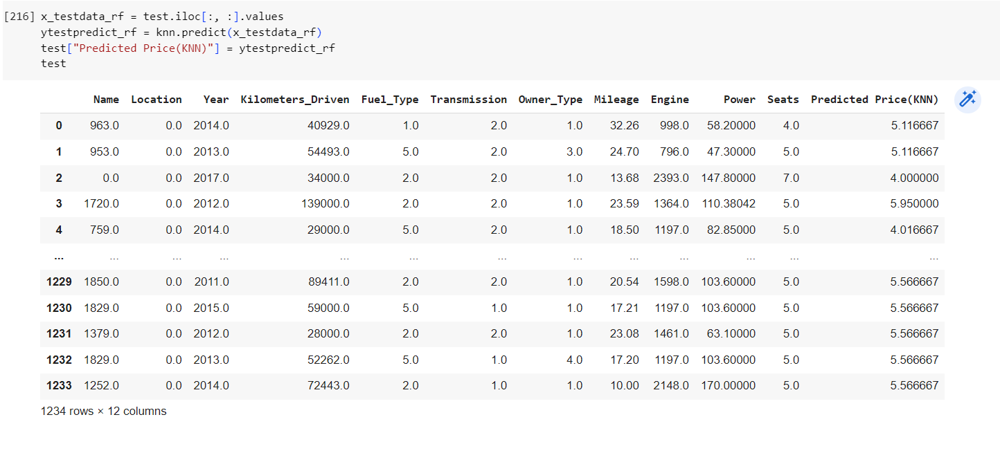 [216] x_testdata_rf = test.iloc[:, :].values
ytestpredict_rf = knn.predict(x_testdata_rf)
test["Predicted Price(KNN)"] = ytestpredict_rf
test
Name Location Year Kilometers_Driven Fuel_Type Transmission Owner_Type Mileage Engine Power Seats Predicted Price(KNN)
0 963.0 0.0 2014.0 40929.0 1.0 2.0 1.0 32.26 998.0 58.20000 4.0 5.116667
1 953.0 0.0 2013.0 54493.0 5.0 2.0 3.0 24.70 796.0 47.30000 5.0 5.116667
2 0.0 0.0 2017.0 34000.0 2.0 2.0 1.0 13.68 2393.0 147.80000 7.0 4.000000
3 1720.0 0.0 2012.0 139000.0 2.0 2.0 1.0 23.59 1364.0 110.38042 5.0 5.950000
4 759.0 0.0 2014.0 29000.0 5.0 2.0 1.0 18.50 1197.0 82.85000 5.0 4.016667
... ... ... ... ... ... ... ... ... ... ... ... ...
1229 1850.0 0.0 2011.0 89411.0 2.0 2.0 1.0 20.54 1598.0 103.60000 5.0 5.566667
1230 1829.0 0.0 2015.0 59000.0 5.0 1.0 1.0 17.21 1197.0 103.60000 5.0 5.566667
1231 1379.0 0.0 2012.0 28000.0 2.0 2.0 1.0 23.08 1461.0 63.10000 5.0 5.566667
1232 1829.0 0.0 2013.0 52262.0 5.0 1.0 4.0 17.20 1197.0 103.60000 5.0 5.566667
1233 1252.0 0.0 2014.0 72443.0 2.0 1.0 1.0 10.00 2148.0 170.00000 5.0 5.566667
1234 rows × 12 columns